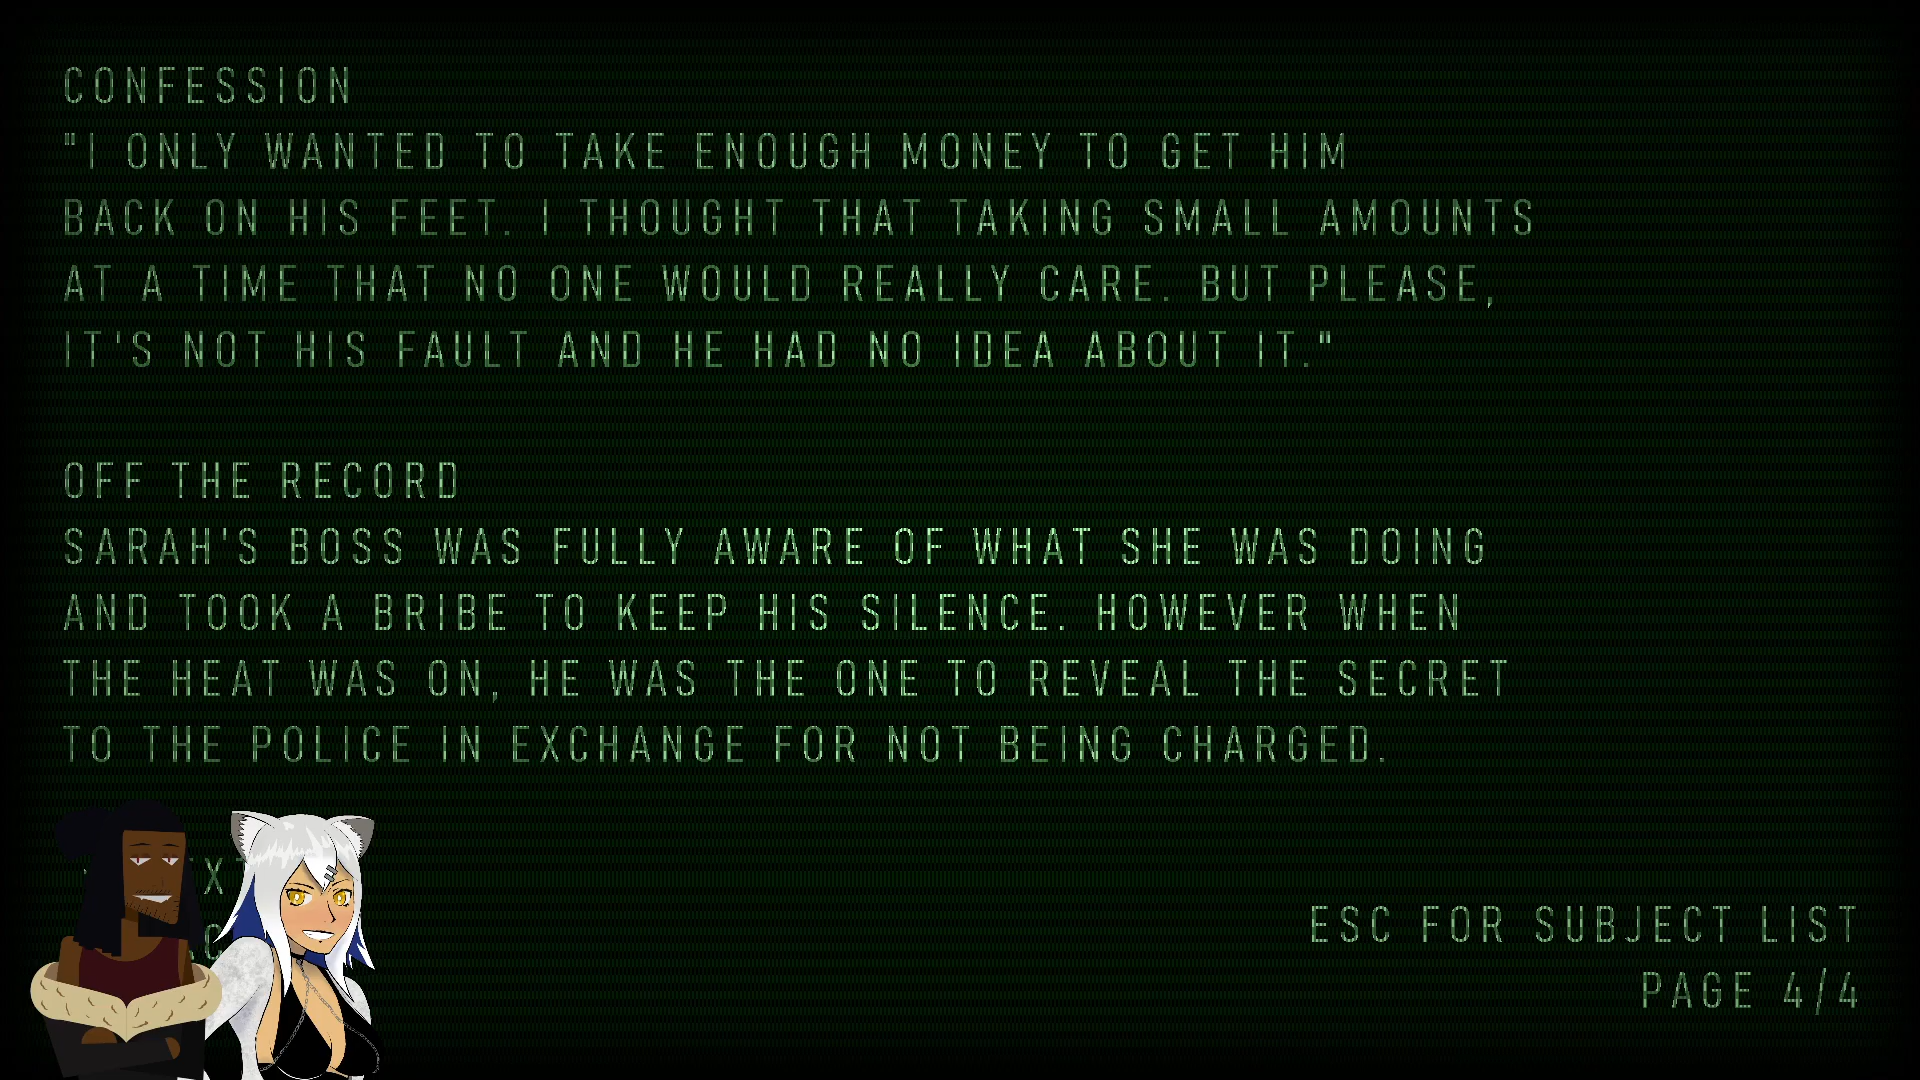 CONFESSION
"I ONLY WANTED TO TAKE ENOUGH MONEY TO GET HIM
BACK ON HIS FEET. I THOUGHT THAT TAKING SMALL AMOUNTS
AT A TIME THAT NO ONE WOULD REALLY CARE. BUT PLEASE,
IT'S NOT HIS FAULT AND HE HAD NO IDEA ABOUT IT."
OFF THE RECORD
SARAH'S BOSS WAS FULLY AWARE OF WHAT SHE WAS DOING
AND TOOK A BRIBE TO KEEP HIS SILENCE. HOWEVER WHEN
THE HEAT WAS ON, HE WAS THE ONE TO REVEAL THE SECRET
TO THE POLICE IN EXCHANGE FOR NOT BEING CHARGED.
ESC FOR SUBJECT LIST
PAGE 4/4